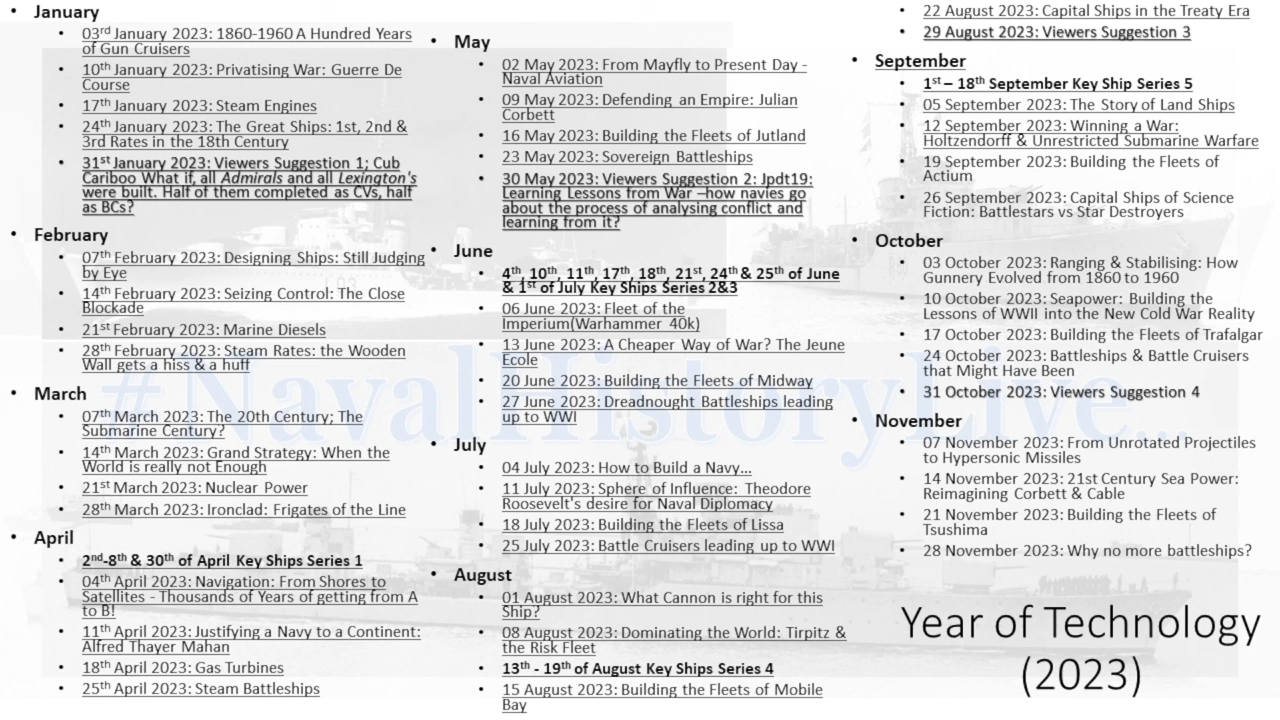 January
03rd January 2023: 1860-1960 A Hundred Years
of Gun Cruisers
10th January 2023: Privatising War: Guerre De
Course
17th January 2023: Steam Engines
24th January 2023: The Great Ships: 1st, 2nd &
3rd Rates in the 18th Century
31st January 2023: Viewers Suggestion 1; Cub
Cariboo What if, all Admirals and all Lexington's
were built. Half of them completed as CVs, half
as BCs?
February
07th February 2023: Designing Ships: Still Judging
by Eye
14th February 2023: Seizing Control: The Close
Blockade
21st February 2023: Marine Diesels
28th February 2023: Steam Rates: the Wooden
Wall gets a hiss & a huff
March
07th March 2023: The 20th Century; The
Submarine Century?
14th March 2023: Grand Strategy: When the
World is really not Enough
21st March 2023: Nuclear Power
28th March 2023: Ironclad: Frigates of the Line
April
2nd-8th & 30th of April Key Ships Series 1
04th April 2023: Navigation: From Shores to
Satellites - Thousands of Years of getting from A
to B!
11th April 2023: Justifying a Navy to a Continent:
Alfred Thayer Mahan
18th April 2023: Gas Turbines
25th April 2023: Steam Battleships
May
02 May 2023: From Mayfly to Present Day -
Naval Aviation
09 May 2023: Defending an Empire: Julian
Corbett
16 May 2023: Building the Fleets of Jutland
23 May 2023: Sovereign Battleships
30 May 2023: Viewers Suggestion 2: Jpdt19:
Learning Lessons from War –how navies go
about the process of analysing conflict and
learning from it?
June
4th, 10th, 11th, 17th, 18th, 21st, 24th & 25th of June
& 1st of July Key Ships Series 2&3
06 June 2023: Fleet of the
Imperium(Warhammer 40k)
13 June 2023: A Cheaper Way of War? The Jeune
Ecole
20 June 2023: Building the Fleets of Midway
27 June 2023: Dreadnought Battleships leading
up to WWI
July
04 July 2023: How to Build a Navy...
11 July 2023: Sphere of Influence: Theodore
Roosevelt's desire for Naval Diplomacy
18 July 2023: Building the Fleets of Lissa
25 July 2023: Battle Cruisers leading up to WWI
August
01 August 2023: What Cannon is right for this
Ship?
08 August 2023: Dominating the World: Tirpitz &
the Risk Fleet
13th - 19th of August Key Ships Series 4
15 August 2023: Building the Fleets of Mobile
Bay
22 August 2023: Capital Ships in the Treaty Era
29 August 2023: Viewers Suggestion 3
September
1st – 18th September Key Ship Series 5
05 September 2023: The Story of Land Ships
12 September 2023: Winning a War:
Holtzendorff & Unrestricted Submarine Warfare
19 September 2023: Building the Fleets of
Actium
26 September 2023: Capital Ships of Science
Fiction: Battlestars vs Star Destroyers
October
03 October 2023: Ranging & Stabilising: How
Gunnery Evolved from 1860 to 1960
10 October 2023: Seapower: Building the
Lessons of WWII into the New Cold War Reality
17 October 2023: Building the Fleets of Trafalgar
24 October 2023: Battleships & Battle Cruisers
that Might Have Been
31 October 2023: Viewers Suggestion 4
November
07 November 2023: From Unrotated Projectiles
to Hypersonic Missiles
14 November 2023: 21st Century Sea Power:
Reimagining Corbett & Cable
21 November 2023: Building the Fleets of
Tsushima
28 November 2023: Why no more battleships?
Year of Technology
(2023)
#NavalHistoryLive...
L03